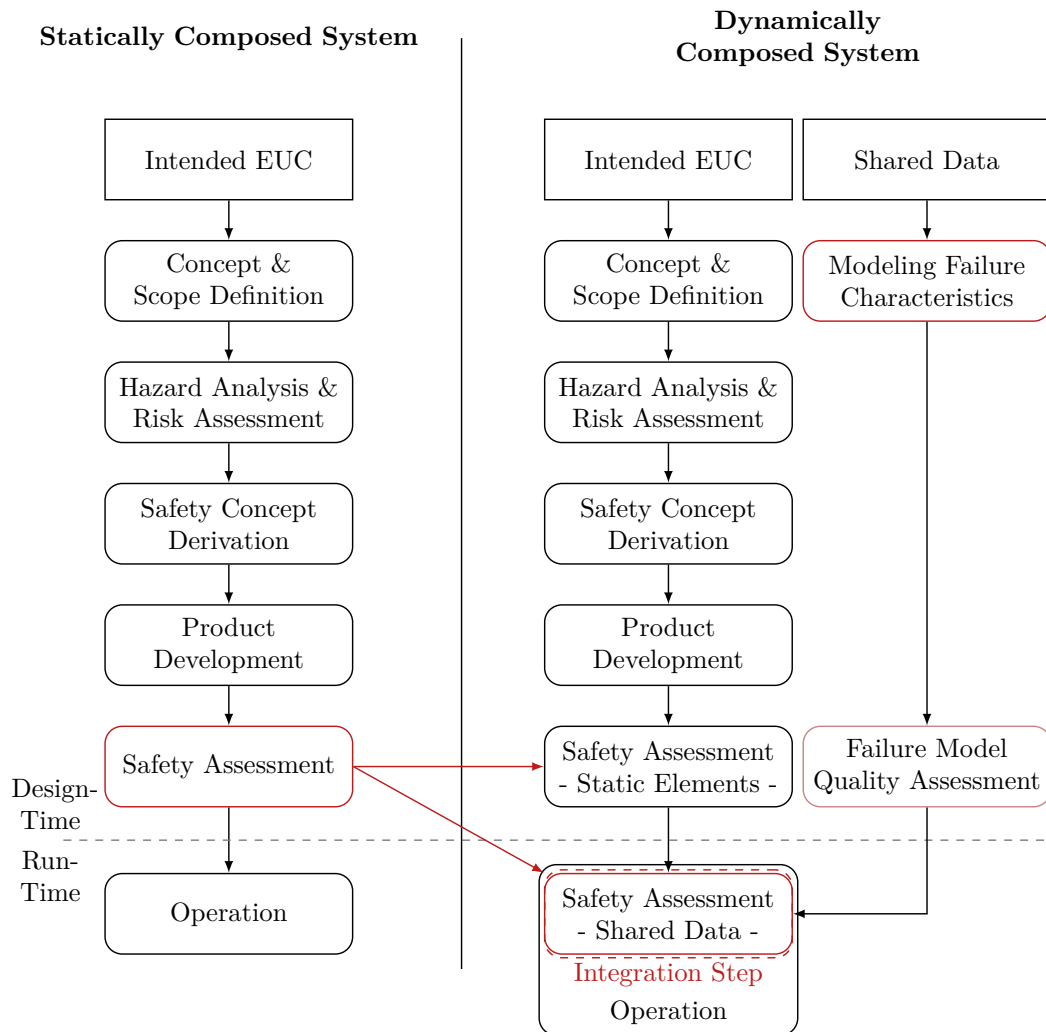 Statically Composed System
Dynamically
Composed System
Intended EUC
Concept &
Scope Definition
Hazard Analysis &
Risk Assessment
Safety Concept
Derivation
Product
Development
Safety Assessment
Design-
Time
Run-
Time
Operation
Intended EUC
Concept &
Scope Definition
Hazard Analysis &
Risk Assessment
Safety Concept
Derivation
Product
Development
Safety Assessment
- Static Elements -
Safety Assessment
- Shared Data -
Integration Step
Operation
Shared Data
Modeling Failure
Characteristics
Failure Model
Quality Assessment